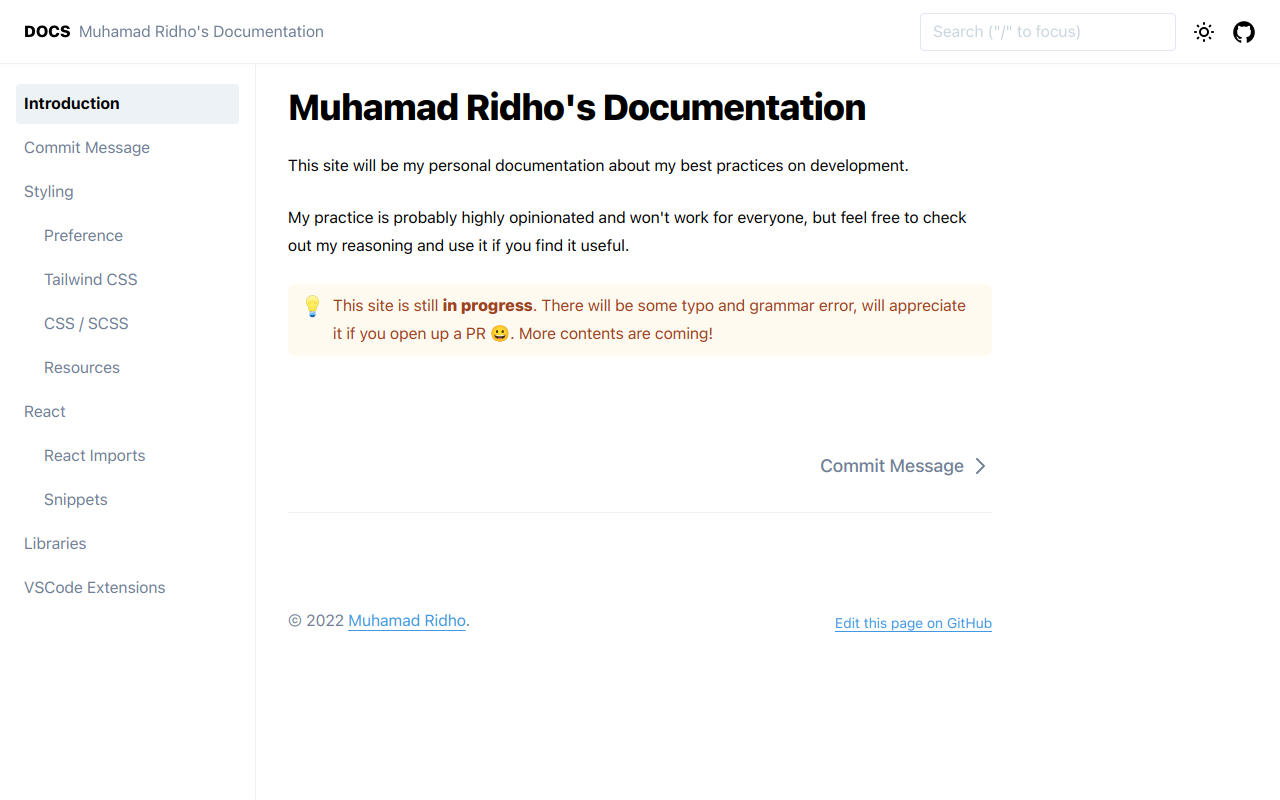 DOCS Muhamad Ridho's Documentation
Search ("/" to focus)
Introduction
Commit Message
Styling
Preference
Tailwind CSS
CSS / SCSS
Resources
React
React Imports
Snippets
Libraries
VSCode Extensions
Muhamad Ridho's Documentation
This site will be my personal documentation about my best practices on development.
My practice is probably highly opinionated and won't work for everyone, but feel free to check
out my reasoning and use it if you find it useful.
💡 This site is still in progress. There will be some typo and grammar error, will appreciate
it if you open up a PR 😀. More contents are coming!
Commit Message
© 2022 Muhamad Ridho.
Edit this page on GitHub